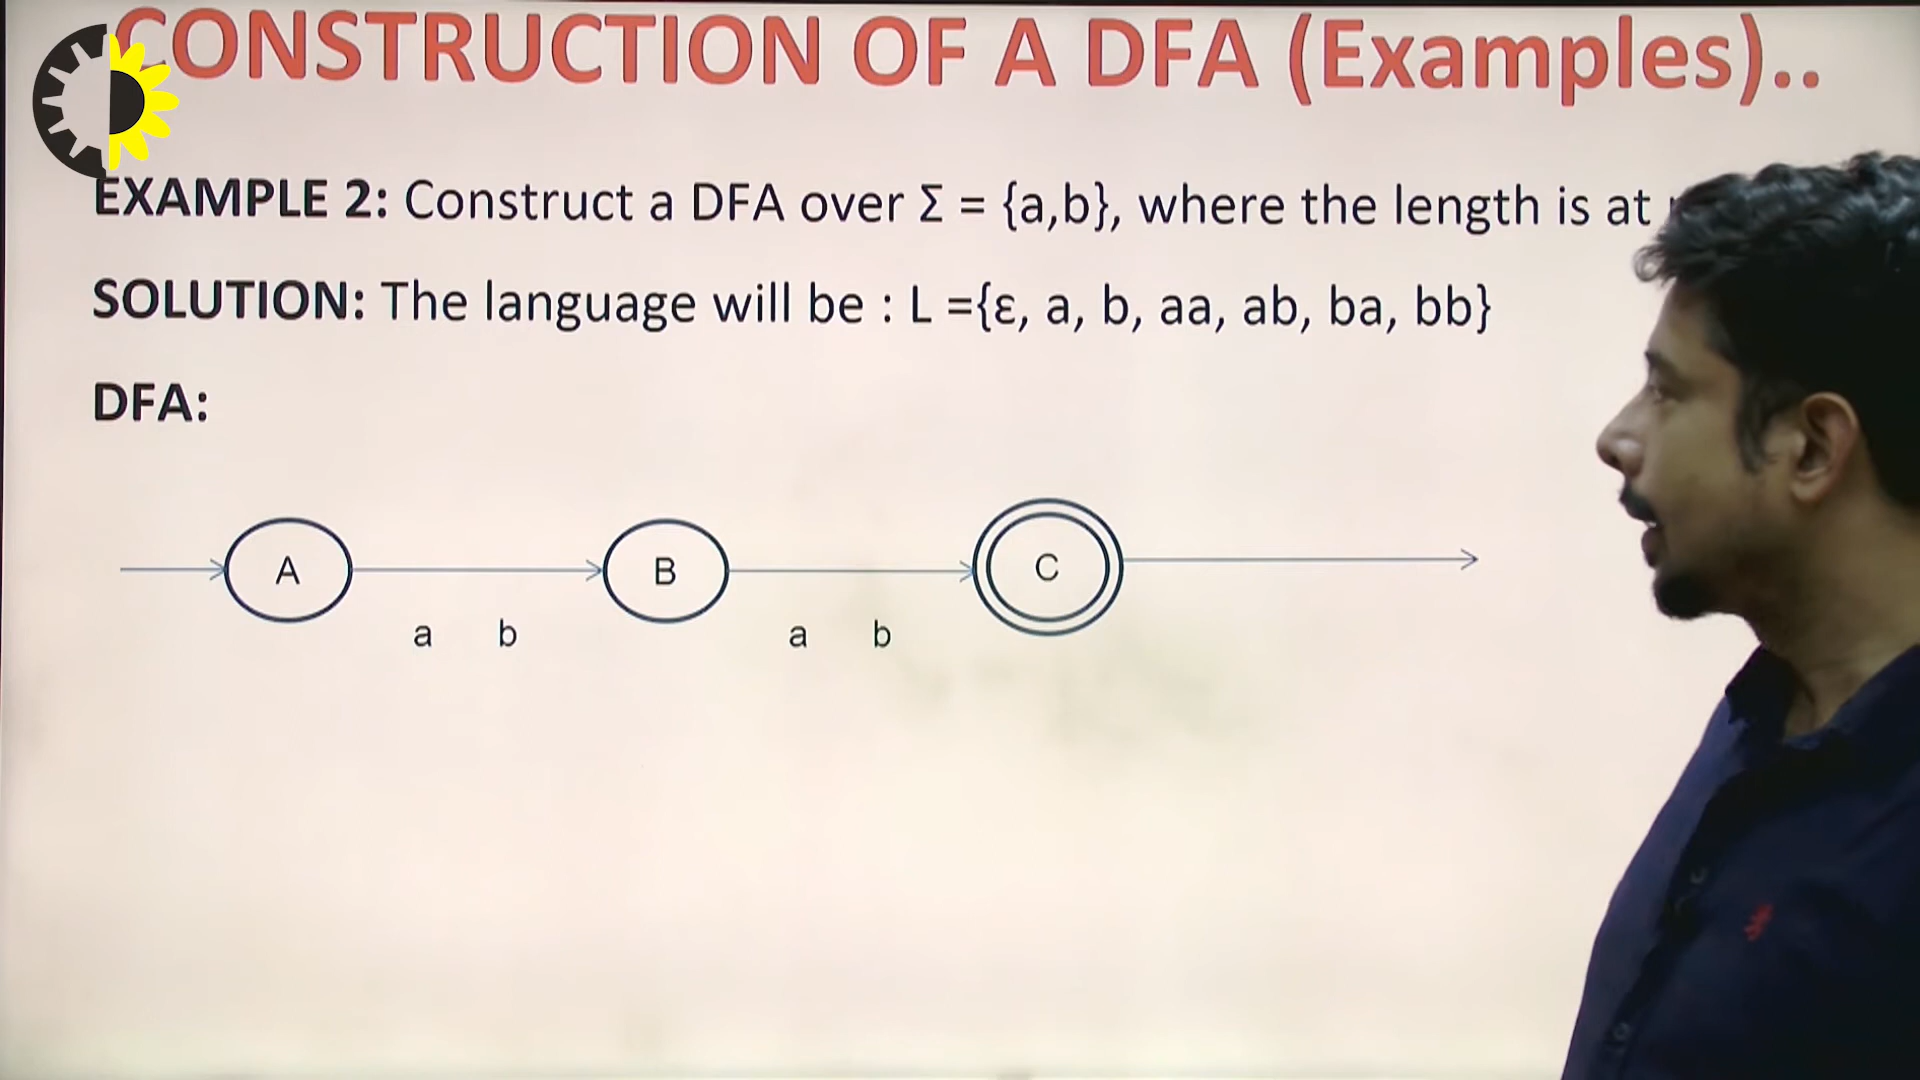 CONSTRUCTION OF A DFA (Examples)..
EXAMPLE 2: Construct a DFA over Σ = {a,b}, where the length is at
SOLUTION: The language will be : L ={ε, a, b, aa, ab, ba, bb}
DFA:
A B C
a b a b